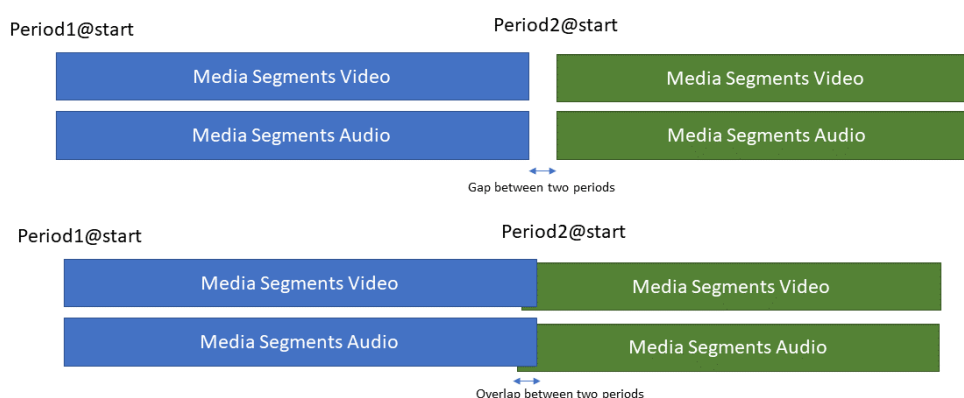 Period1@start
Period2@start
Media Segments Video
Media Segments Video
Media Segments Audio
Media Segments Audio
Gap between two periods
Period1@start
Period2@start
Media Segments Video
Media Segments Video
Media Segments Audio
Media Segments Audio
Overlap between two periods